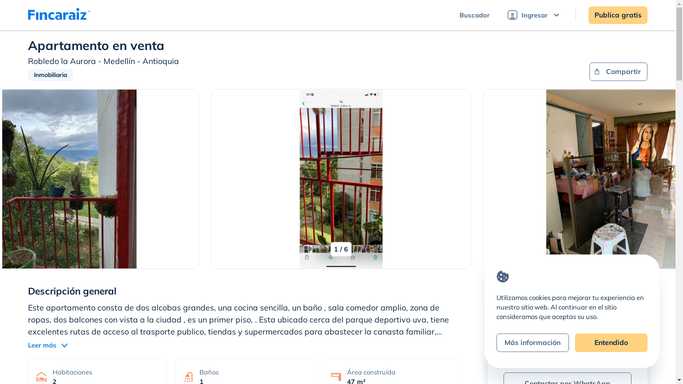 Fincaraiz
Buscador
Ingresar
Publica gratis
Apartamento en venta
Robledo la Aurora - Medellín - Antioquia
Inmobiliaria
Compartir
1 / 6
Descripción general
Este apartamento consta de dos alcobas grandes, una cocina sencilla, un baño , sala comedor amplio, zona de
ropas, dos balcones con vista a la ciudad , es un primer piso, . Esta ubicado cerca del parque deportivo uva, tiene
excelentes rutas de acceso al trasporte publico, tiendas y supermercados para abastecer la canasta familiar,...
Leer más
Habitaciones
2
Baños
1
Área construida
47 m²
Utilizamos cookies para mejorar tu experiencia en
nuestro sitio web. Al continuar en el sitio
consideramos que aceptas su uso.
Más información
Entendido
Contactar por WhatsApp